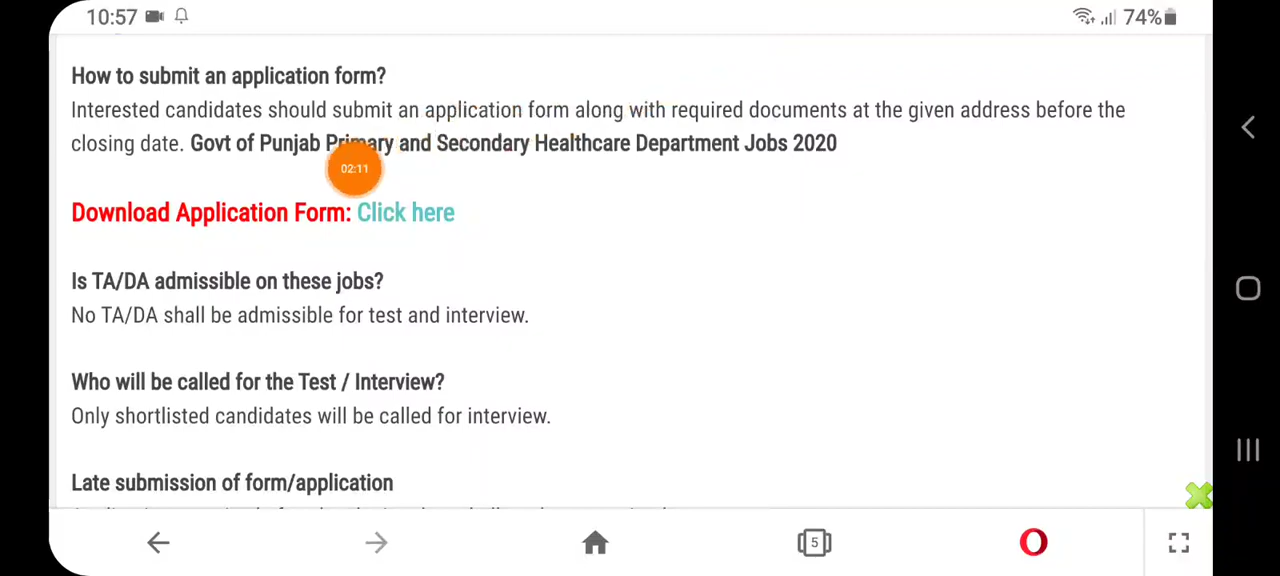 10:57
74%
How to submit an application form?
Interested candidates should submit an application form along with required documents at the given address before the
closing date. Govt of Punjab Primary and Secondary Healthcare Department Jobs 2020
02:11
Download Application Form: Click here
Is TA/DA admissible on these jobs?
No TA/DA shall be admissible for test and interview.
Who will be called for the Test / Interview?
Only shortlisted candidates will be called for interview.
Late submission of form/application
5